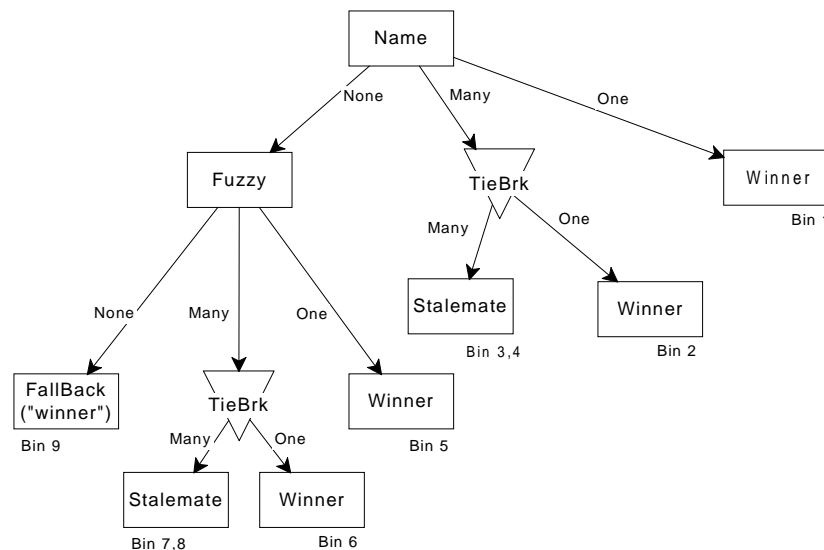 Name
None
Many
One
Fuzzy
TieBrk
Winner
Bin
Many
One
Stalemate
Winner
Bin 3,4
Bin 2
None
Many
One
FallBack
("winner")
TieBrk
Winner
Bin 9
Many
One
Bin 5
Stalemate
Winner
Bin 7,8
Bin 6